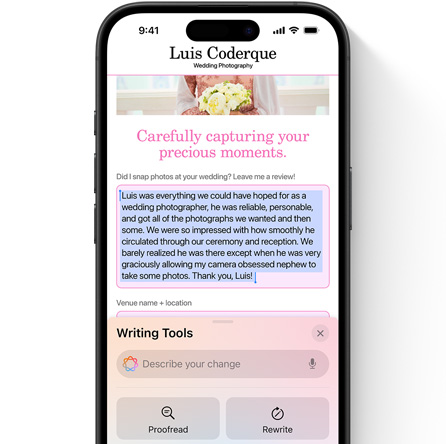 9:41
Luis Coderque
Wedding Photography
Carefully capturing your
precious moments.
Did I snap photos at your wedding? Leave me a review!
Luis was everything we could have hoped for as a
wedding photographer, he was reliable, personable,
and got all of the photographs we wanted and then
some. We were so impressed with how smoothly he
circulated through our ceremony and reception. We
barely realized he was there except when he was very
graciously allowing my camera obsessed nephew to
take some photos. Thank you, Luis!
Venue name + location
Writing Tools
Describe your change
Proofread
Rewrite